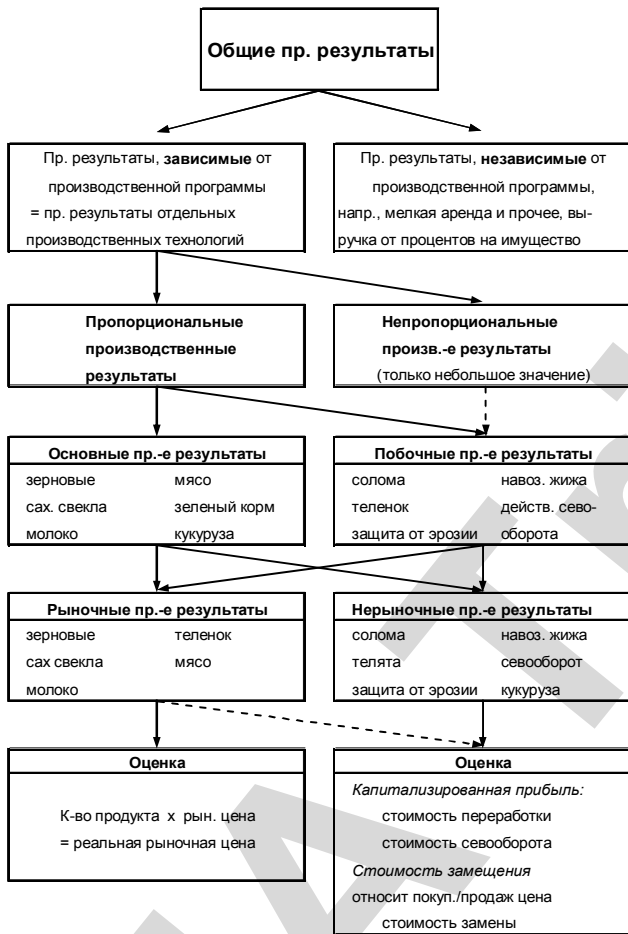 Общие пр. результаты
Пр. результаты, зависимые от
производственной программы
= пр. результаты отдельных
производственных технологий
Пр. результаты, независимые от
производственной программы,
напр., мелкая аренда и прочее, вы-
ручка от процентов на имущество
Пропорциональные
производственные
результаты
Непропорциональные
произв.-е результаты
(только небольшое значение)
Основные пр.-е результаты
зерновые мясо
сах. свекла зеленый корм
молоко кукуруза
Побочные пр.-е результаты
солома навоз. жижа
теленок действ. сево-
защита от эрозии оборота
Рыночные пр.-е результаты
зерновые теленок
сах свекла мясо
молоко
Нерыночные пр.-е результаты
солома навоз. жижа
телята севооборот
защита от эрозии кукуруза
Оценка
К-во продукта х рын. цена
= реальная рыночная цена
Оценка
Капитализированная прибыль:
стоимость переработки
стоимость севооборота
Стоимость замещения
относит покуп./продаж цена
стоимость замены